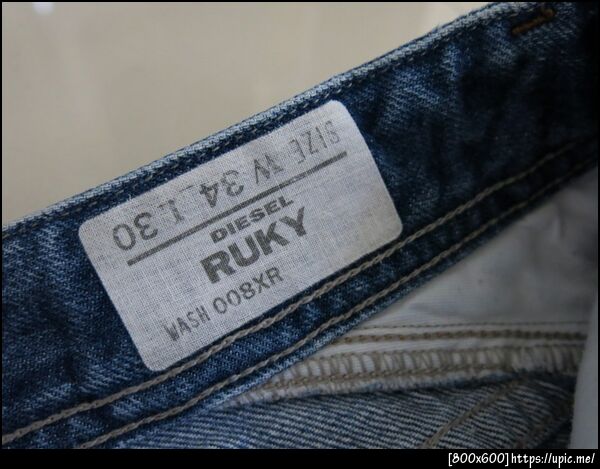 SIZE W 34 L 30
DIESEL
RUKY
WASH 008XR
[800x600]https://upic.me/